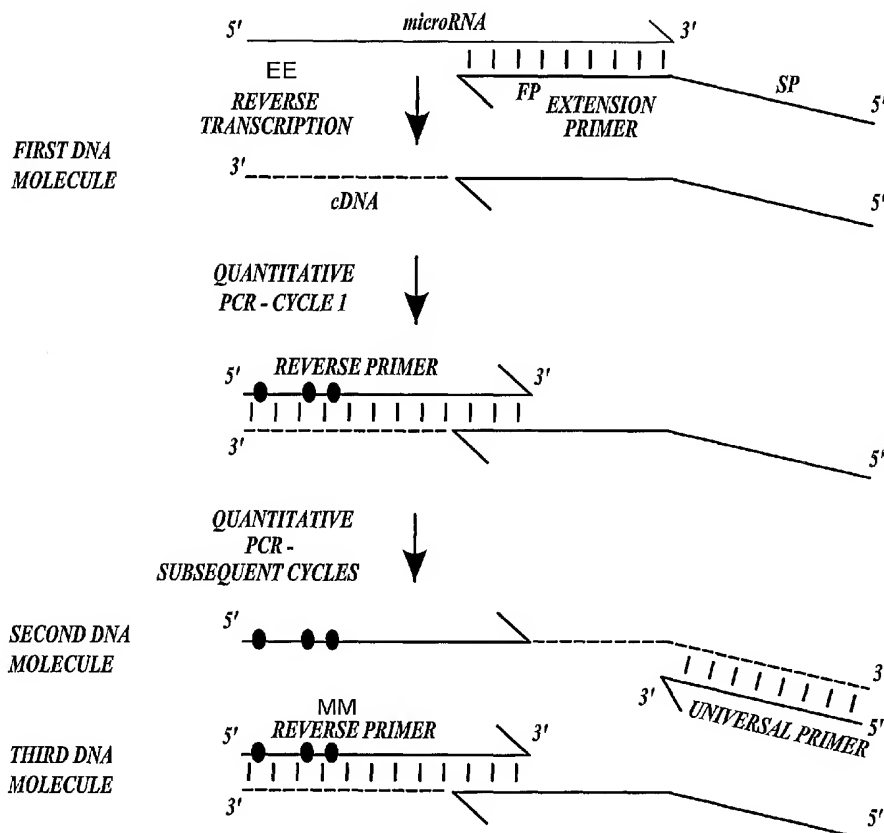 5' microRNA 3'
EE
REVERSE
TRANSCRIPTION
FP EXTENSION
PRIMER
SP
5'
FIRST DNA
MOLECULE
3'
cDNA
5'
QUANTITATIVE
PCR - CYCLE 1
5' REVERSE PRIMER 3'
3'
5'
QUANTITATIVE
PCR -
SUBSEQUENT CYCLES
SECOND DNA
MOLECULE
5'
3'
3'
UNIVERSAL PRIMER
5'
MM
THIRD DNA
MOLECULE
5' REVERSE PRIMER 3'
3'
5'